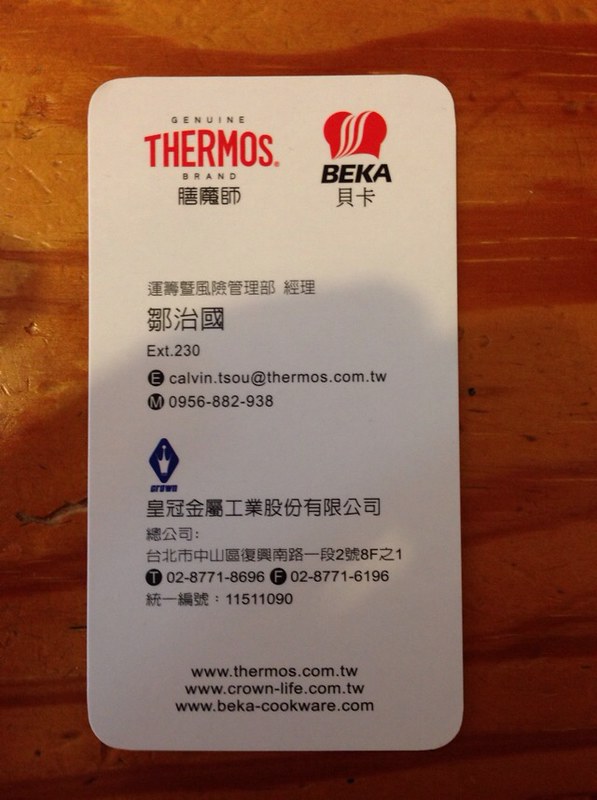 GENUINE
THERMOS®
BRAND
膳魔師
BEKA
貝卡
運籌暨風險管理部 經理
鄒治國
Ext.230
E calvin.tsou@thermos.com.tw
M 0956-882-938
crown
皇冠金屬工業股份有限公司
總公司:
台北市中山區復興南路一段2號8F之1
T 02-8771-8696 F 02-8771-6196
統一編號：11511090
www.thermos.com.tw
www.crown-life.com.tw
www.beka-cookware.com